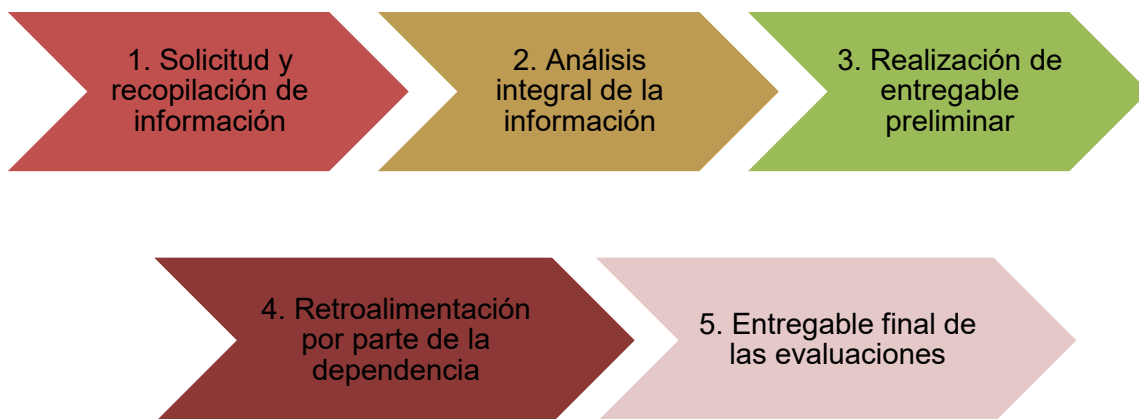 1. Solicitud y
recopilación de
información
2. Análisis
integral de la
información
3. Realización de
entregable
preliminar
4. Retroalimentación
por parte de la
dependencia
5. Entregable final de
las evaluaciones